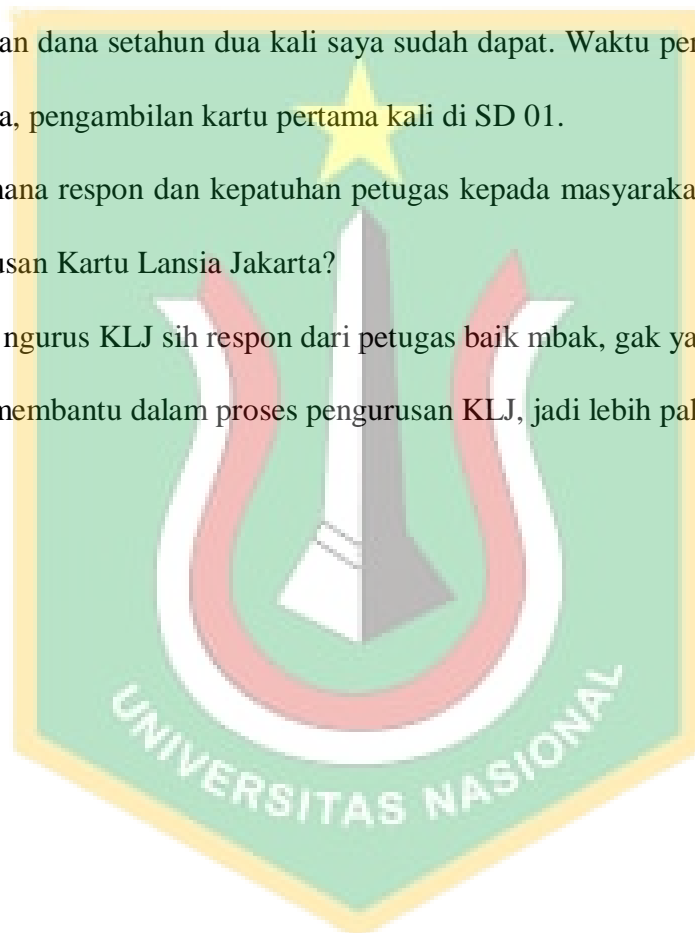 an dana setahun dua kali saya sudah dapat. Waktu per
a, pengambilan kartu pertama kali di SD 01.
nana respon dan kepatuhan petugas kepada masyaraka
usan Kartu Lansia Jakarta?
ngurus KLJ sih respon dari petugas baik mbak, gak ya
membantu dalam proses pengurusan KLJ, jadi lebih pal
UNIVERSITAS NASIONAL